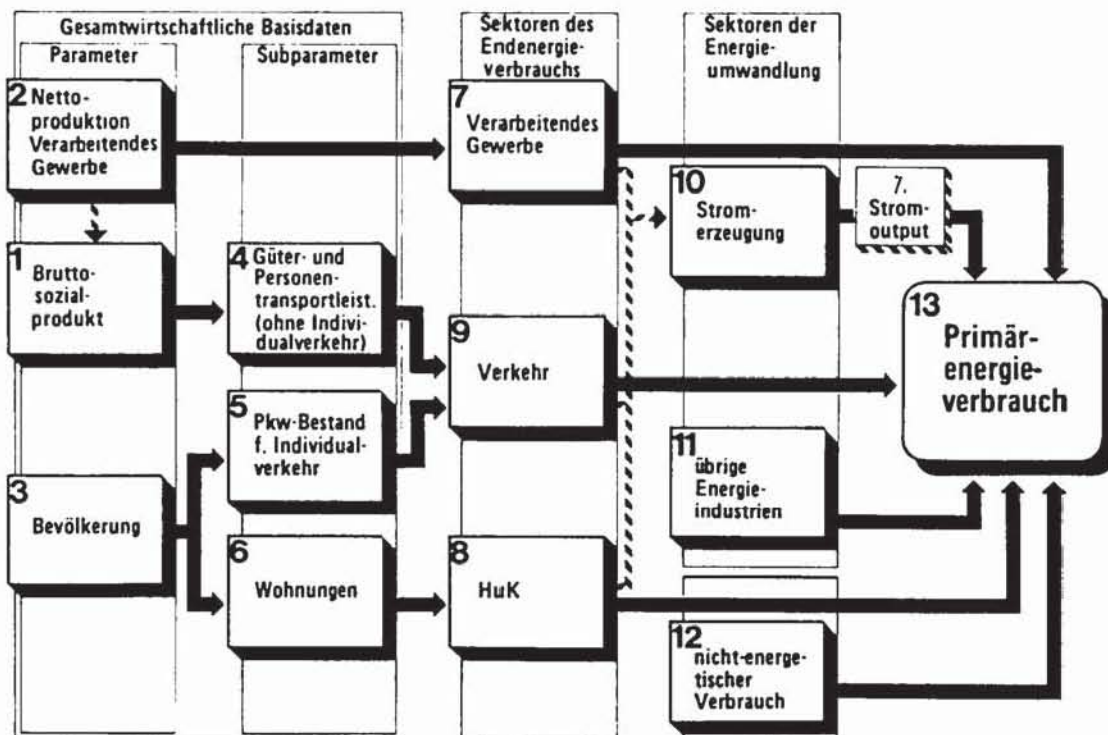 Gesamtwirtschaftliche Basisdaten
Parameter
Subparameter
Sektoren des
Endenergie-
verbrauchs
Sektoren der
Energie-
umwandlung
2 Netto-
produktion
Verarbeitendes
Gewerbe
7
Verarbeitendes
Gewerbe
10
Strom-
erzeugung
7.
Strom-
output
1
Brutto-
sozial-
produkt
4 Güter- und
Personen-
transportleist.
(ohne Indivi-
dualverkehr)
9
Verkehr
13
Primär-
energie-
verbrauch
5 Pkw-Bestand
f. Individual-
verkehr
3
Bevölkerung
11
übrige
Energie-
industrien
6
Wohnungen
8
HuK
12
nicht-energe-
tischer
Verbrauch